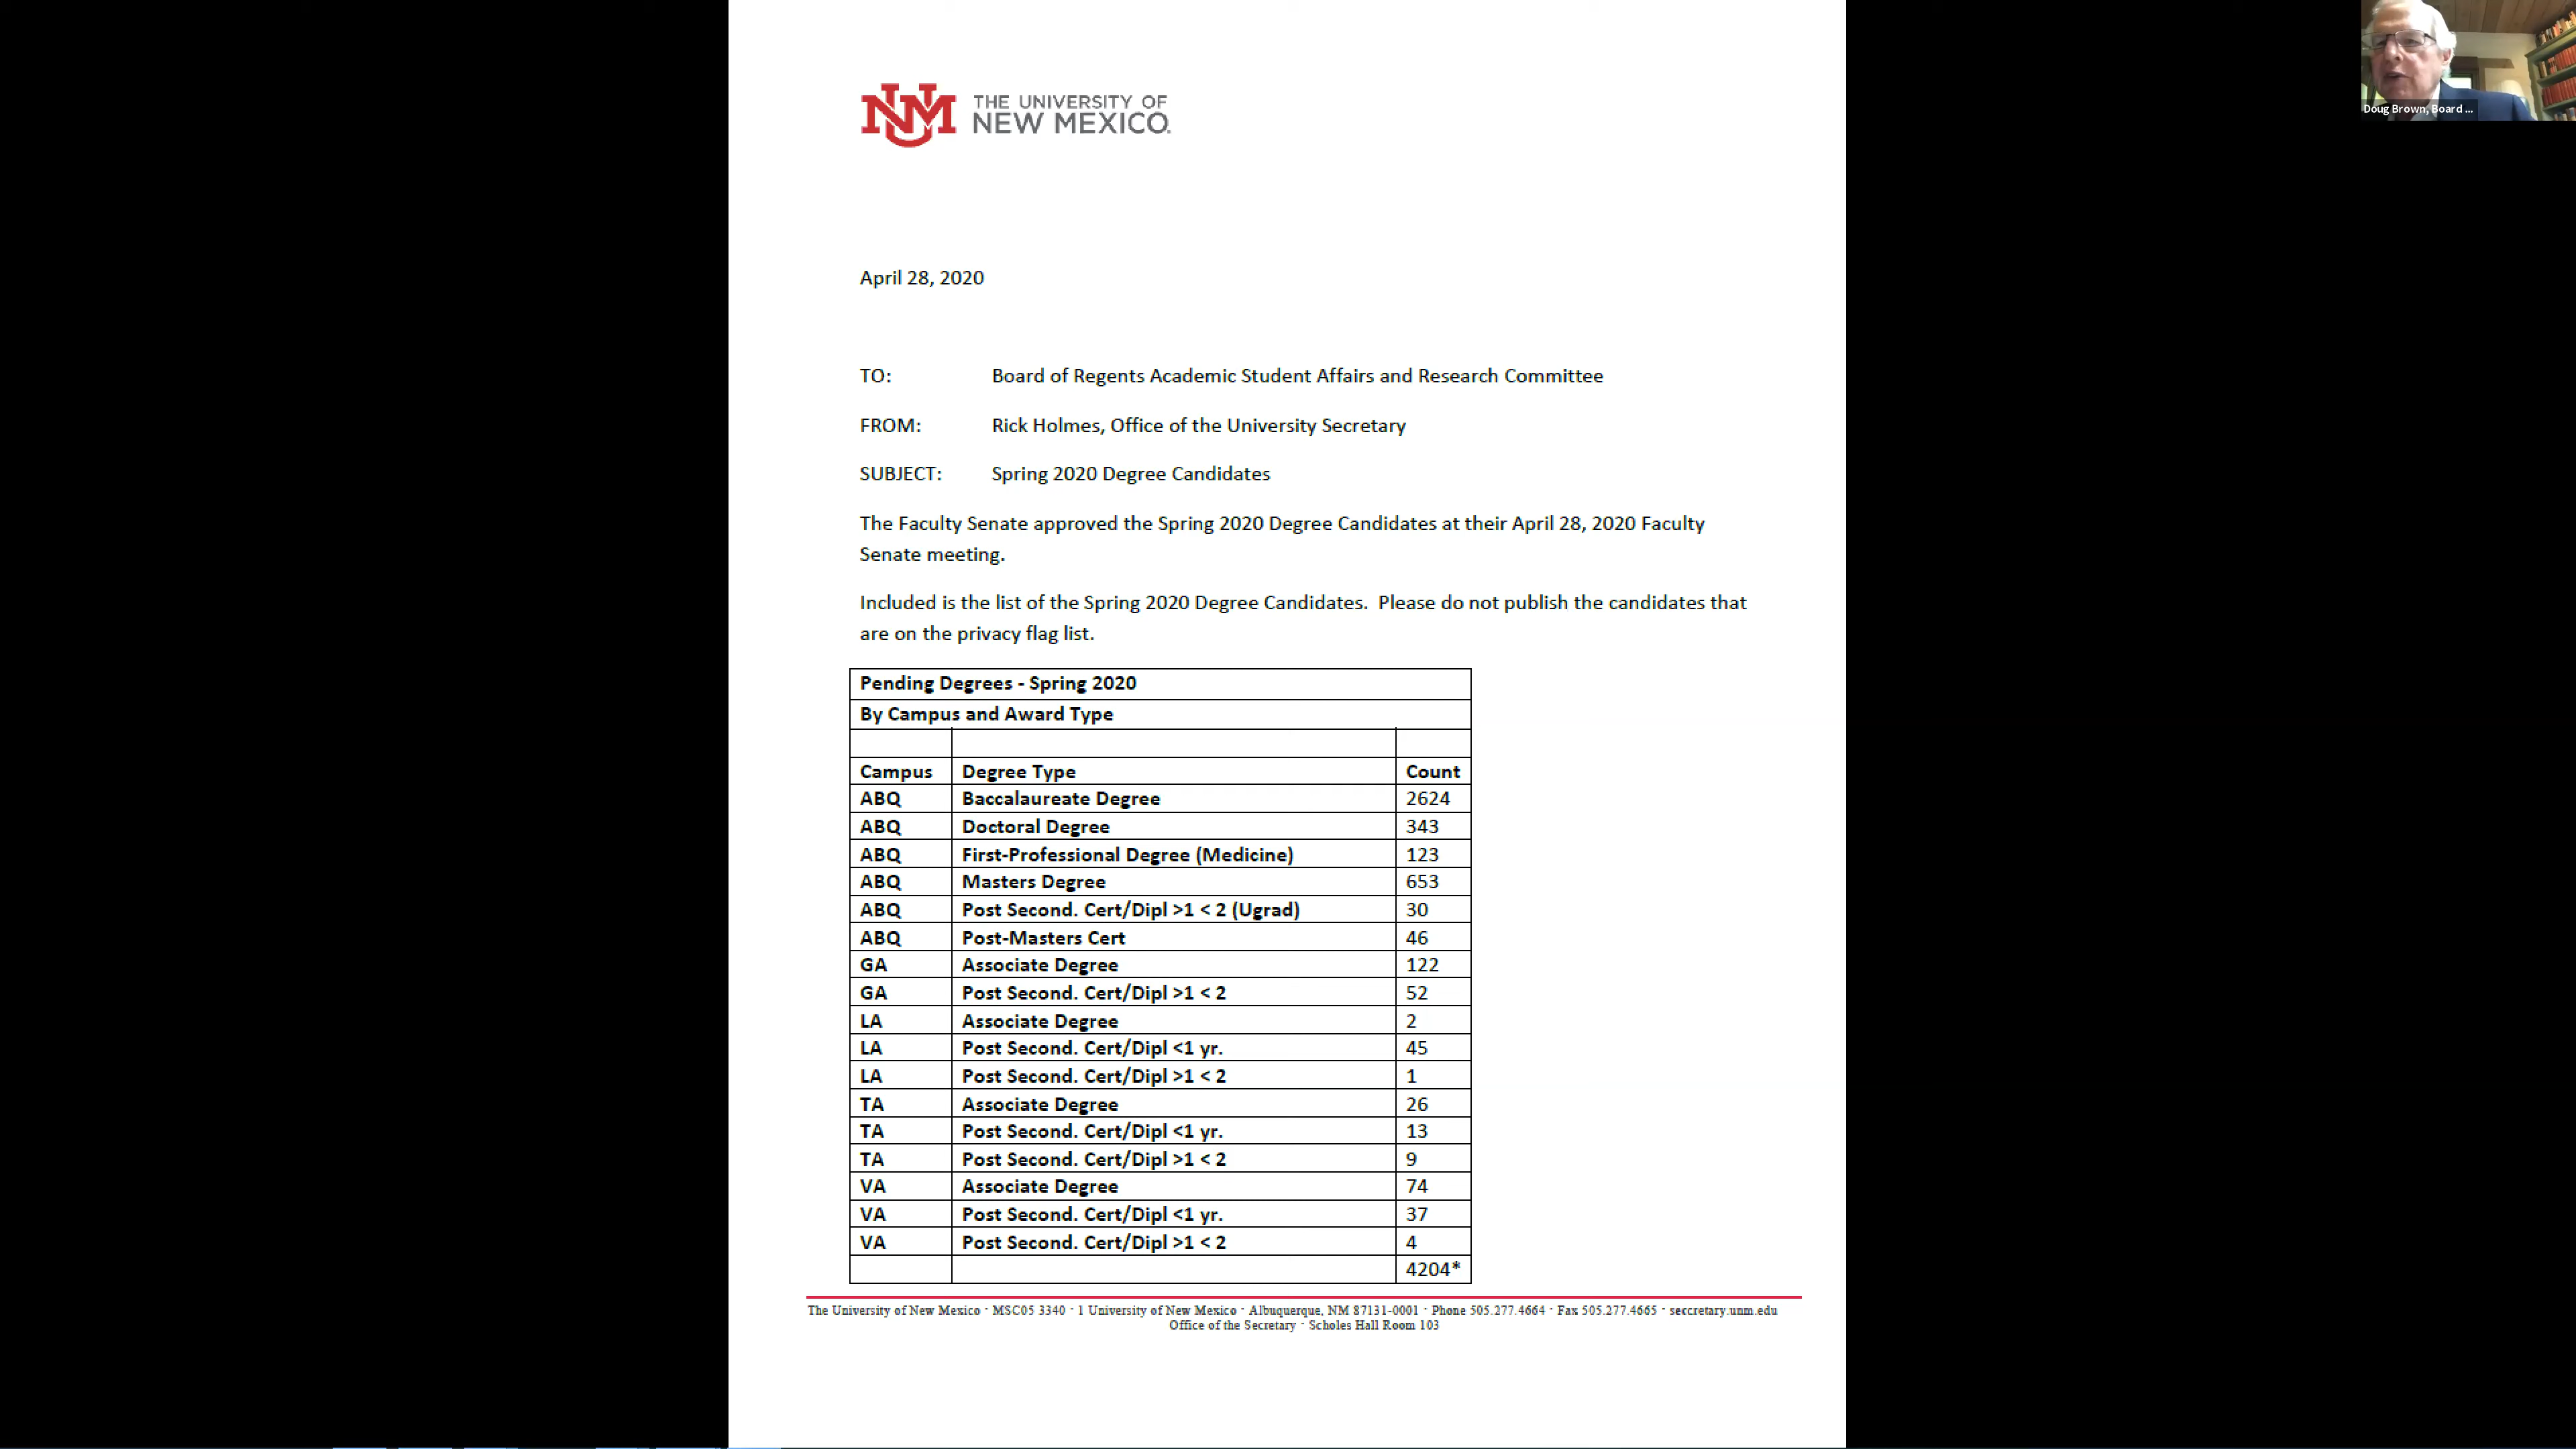 UNM THE UNIVERSITY OF
NEW MEXICO.
Doug Brown, Board ...
April 28, 2020
TO: Board of Regents Academic Student Affairs and Research Committee
FROM: Rick Holmes, Office of the University Secretary
SUBJECT: Spring 2020 Degree Candidates
The Faculty Senate approved the Spring 2020 Degree Candidates at their April 28, 2020 Faculty
Senate meeting.
Included is the list of the Spring 2020 Degree Candidates. Please do not publish the candidates that
are on the privacy flag list.
Pending Degrees - Spring 2020
By Campus and Award Type
Campus Degree Type Count
ABQ Baccalaureate Degree 2624
ABQ Doctoral Degree 343
ABQ First-Professional Degree (Medicine) 123
ABQ Masters Degree 653
ABQ Post Second. Cert/Dipl >1 < 2 (Ugrad) 30
ABQ Post-Masters Cert 46
GA Associate Degree 122
GA Post Second. Cert/Dipl >1 < 2 52
LA Associate Degree 2
LA Post Second. Cert/Dipl <1 yr. 45
LA Post Second. Cert/Dipl >1 < 2 1
TA Associate Degree 26
TA Post Second. Cert/Dipl <1 yr. 13
TA Post Second. Cert/Dipl >1 < 2 9
VA Associate Degree 74
VA Post Second. Cert/Dipl <1 yr. 37
VA Post Second. Cert/Dipl >1 < 2 4
4204*
The University of New Mexico · MSC05 3340 · 1 University of New Mexico · Albuquerque, NM 87131-0001 · Phone 505.277.4664 · Fax 505.277.4665 · seccretary.unm.edu
Office of the Secretary · Scholes Hall Room 103